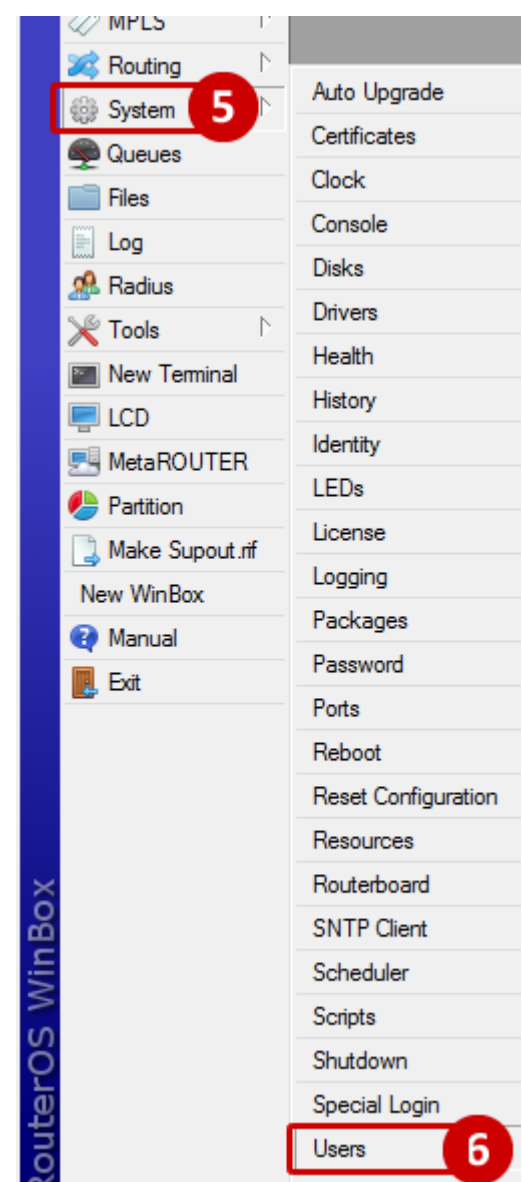 MPLS
Routing
System 5
Queues
Files
Log
Radius
Tools
New Terminal
LCD
MetaROUTER
Partition
Make Supout.rif
New WinBox
Manual
Exit
Auto Upgrade
Certificates
Clock
Console
Disks
Drivers
Health
History
Identity
LEDs
License
Logging
Packages
Password
Ports
Reboot
Reset Configuration
Resources
Routerboard
SNTP Client
Scheduler
Scripts
Shutdown
Special Login
Users 6
RouterOS WinBox